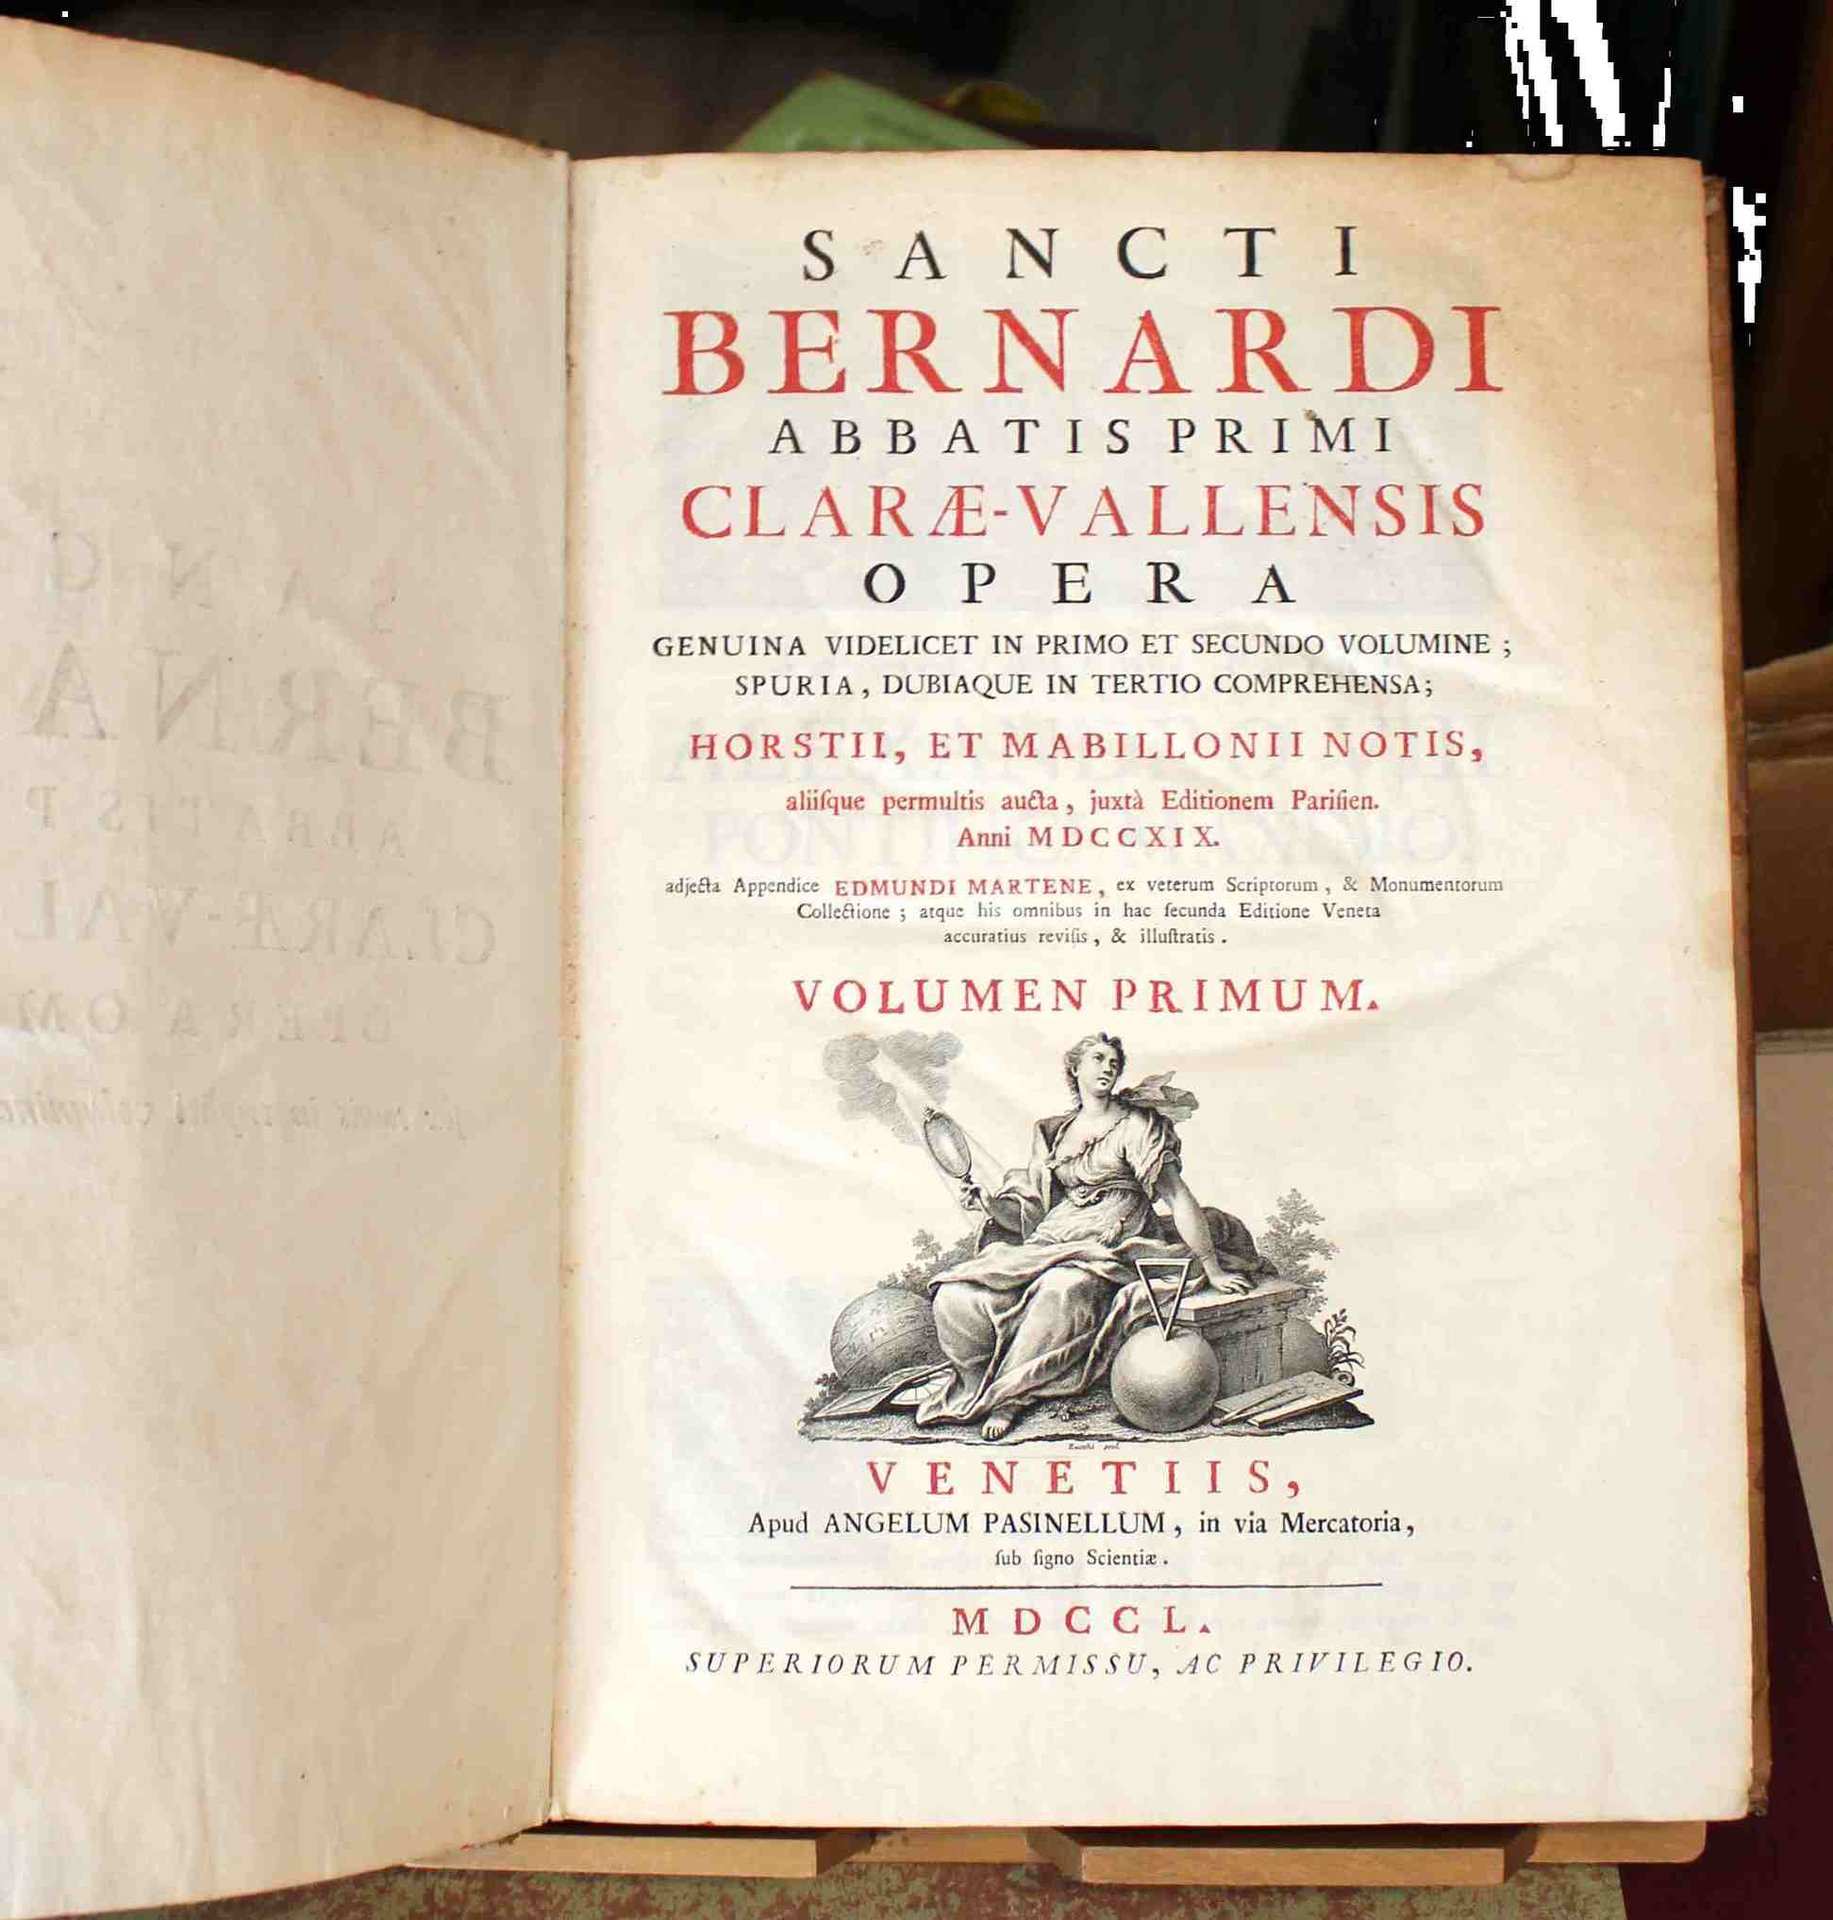 SANCTI
BERNARDI
ABBATIS PRIMI
CLARÆ-VALLENSIS
OPERA
GENUINA VIDELICET IN PRIMO ET SECUNDO VOLUMINE ;
SPURIA, DUBIAQUE IN TERTIO COMPREHENSA;
HORSTII, ET MABILLONII NOTIS,
aliiſque permultis aucta, juxtà Editionem Pariſien.
Anni MDCCXIX.
adjecta Appendice EDMUNDI MARTENE, ex veterum Scriptorum, & Monumentorum
Collectione ; atque his omnibus in hac ſecunda Editione Veneta
accuratius reviſis, & illuſtratis.
VOLUMEN PRIMUM.
VENETIIS,
Apud ANGELUM PASINELLUM, in via Mercatoria,
ſub ſigno Scientiæ.
MDCCL.
SUPERIORUM PERMISSU, AC PRIVILEGIO.